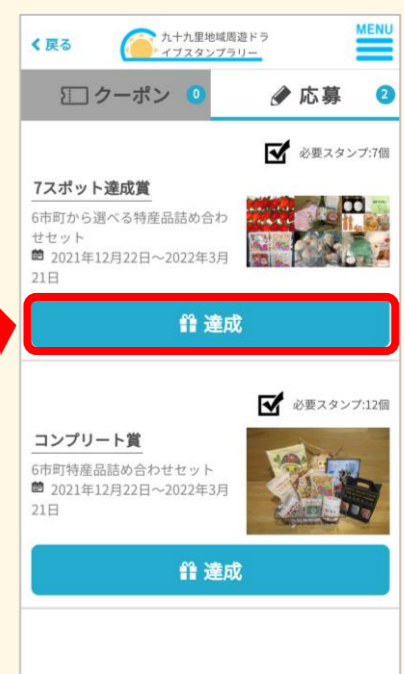 戻る
九十九里地域周遊ドラ
イブスタンプラリー
MENU
クーポン 0
応募 2
必要スタンプ:7個
7スポット達成賞
6市町から選べる特産品詰め合わ
せセット
2021年12月22日～2022年3月
21日
達成
必要スタンプ:12個
コンプリート賞
6市町特産品詰め合わせセット
2021年12月22日～2022年3月
21日
達成